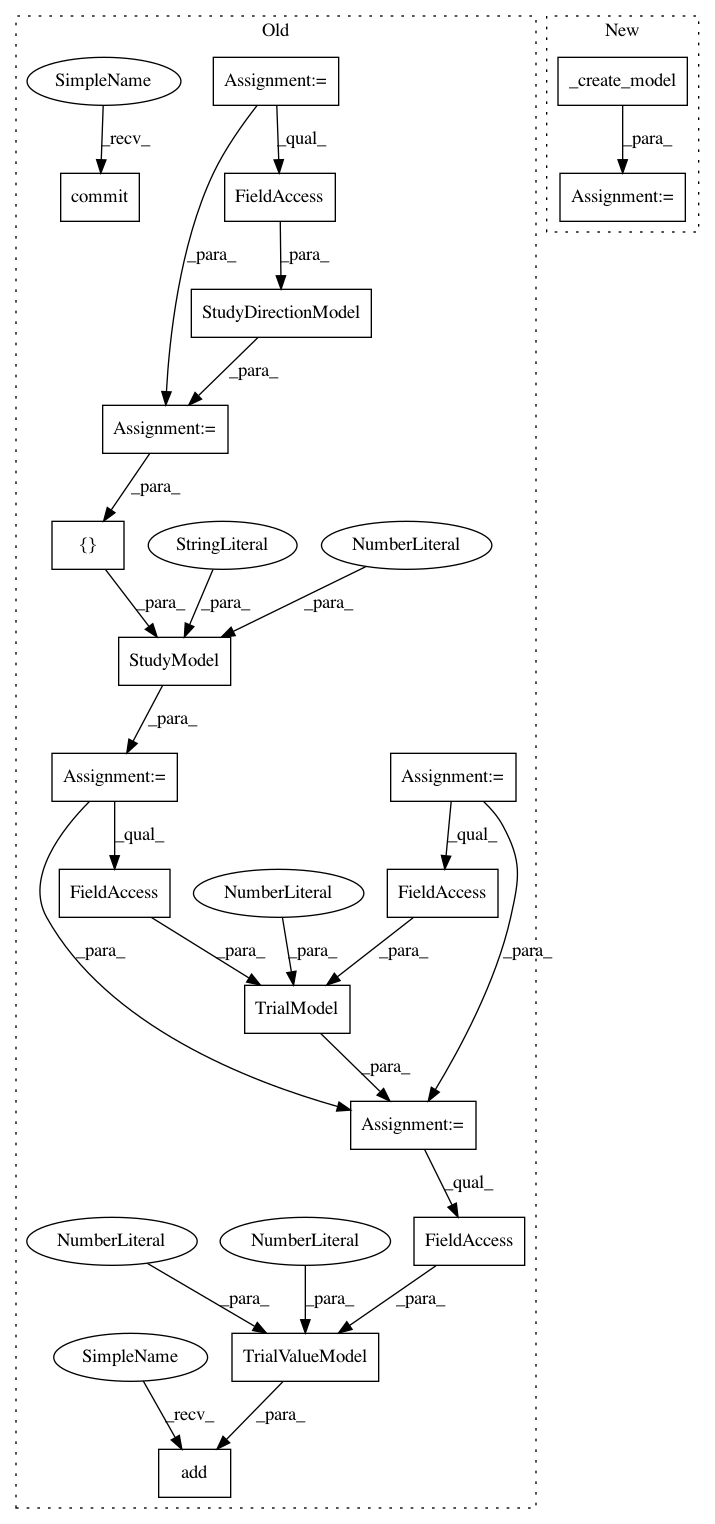 Old
New
SimpleName
Assignment:=
_create_model
_recv_
_qual_
_para_
commit
FieldAccess
Assignment:=
_para_
_para_
StudyDirectionModel
_para_
Assignment:=
_para_
{}
StringLiteral
NumberLiteral
_para_
_para_
_para_
StudyModel
_para_
Assignment:=
Assignment:=
_qual_
_qual_
FieldAccess
NumberLiteral
FieldAccess
_para_
_para_
_para_
_para_
_para_
TrialModel
_para_
Assignment:=
_qual_
NumberLiteral
NumberLiteral
FieldAccess
_para_
_para_
_para_
SimpleName
TrialValueModel
_recv_
_para_
add